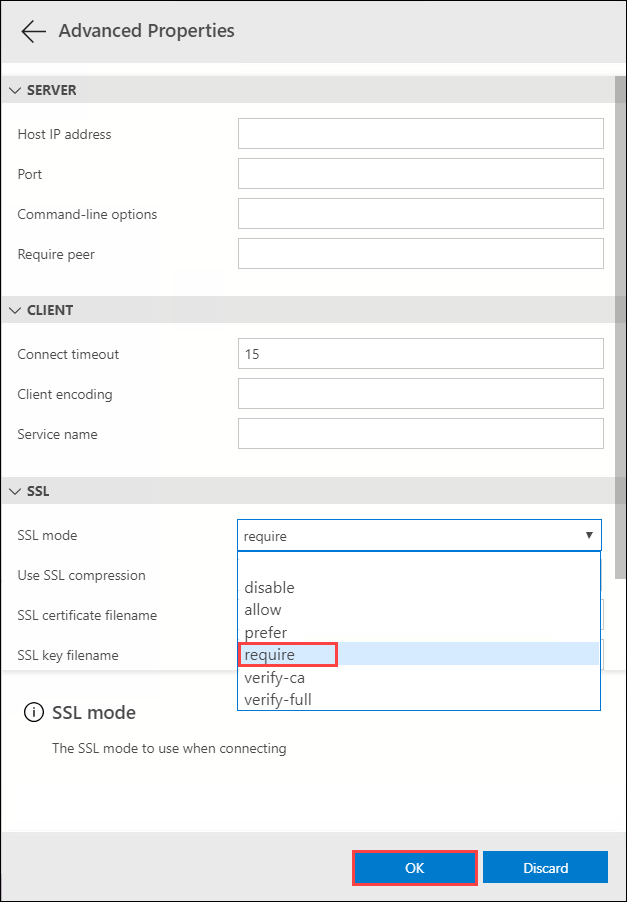 Advanced Properties
SERVER
Host IP address
Port
Command-line options
Require peer
CLIENT
Connect timeout 15
Client encoding
Service name
SSL
SSL mode require
Use SSL compression
disable
allow
SSL certificate filename
prefer
require
SSL key filename
verify-ca
verify-full
SSL mode
The SSL mode to use when connecting
OK Discard